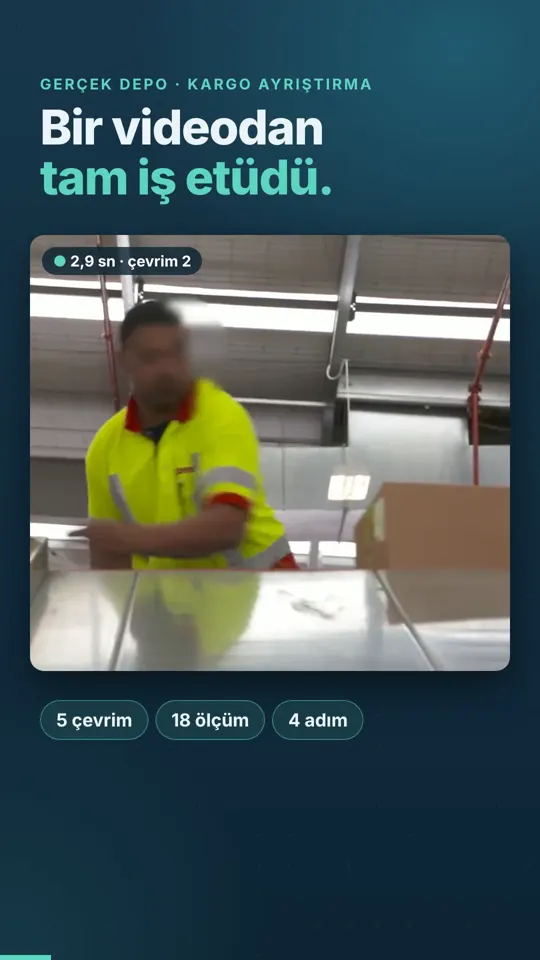 GERÇEK DEPO · KARGO AYRIŞTIRMA
Bir videodan
tam iş etüdü.
2,9 sn · çevrim 2
5 çevrim
18 ölçüm
4 adım